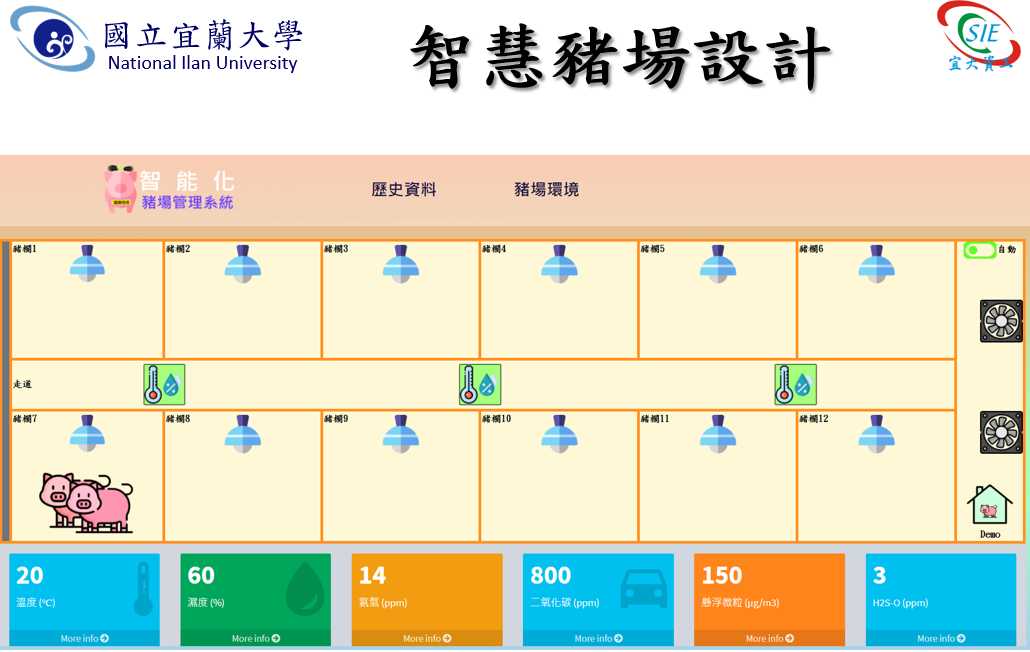 國立宜蘭大學
National Ilan University
智慧豬場設計
SIE
宜大資工
智能化
豬場管理系統
歷史資料
豬場環境
豬欄1
豬欄2
豬欄3
豬欄4
豬欄5
豬欄6
自動
走道
豬欄7
豬欄8
豬欄9
豬欄10
豬欄11
豬欄12
Demo
20
溫度 (°C)
More info
60
濕度 (%)
More info
14
氨氣 (ppm)
More info
800
二氧化碳 (ppm)
More info
150
懸浮微粒 (μg/m3)
More info
3
H2S-O (ppm)
More info